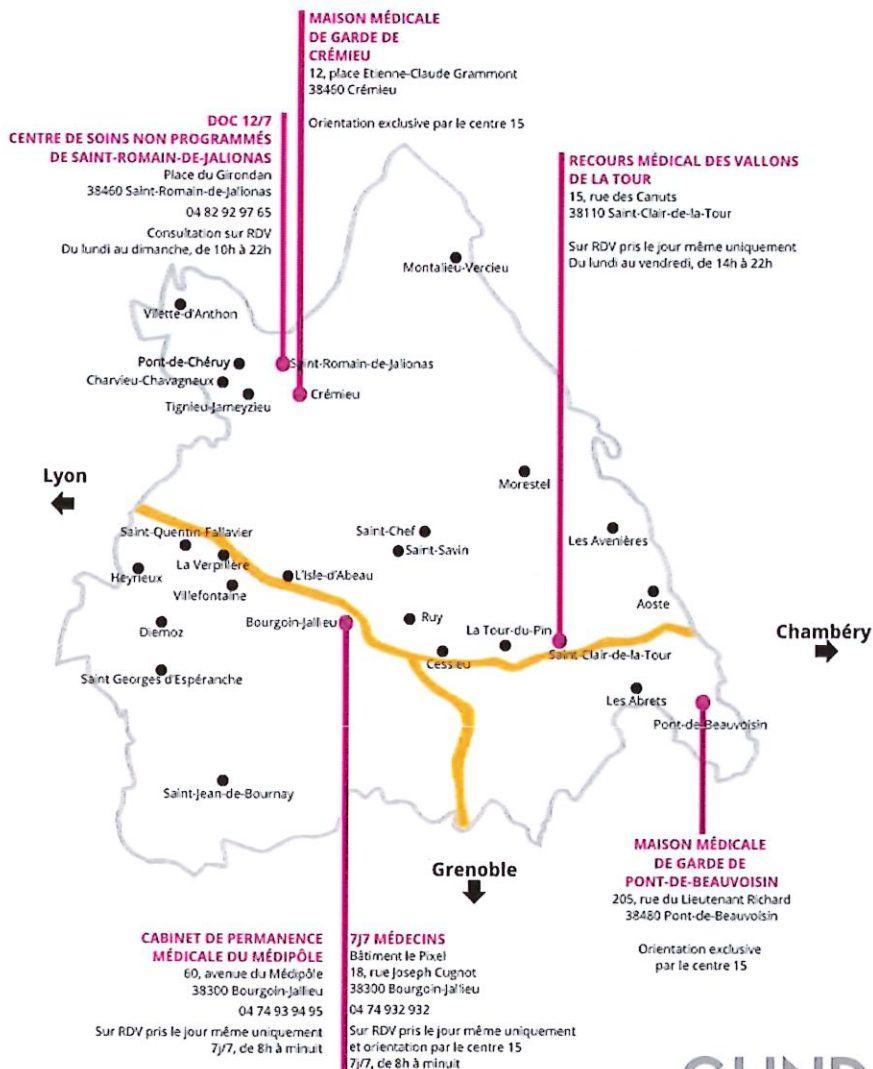 MAISON MÉDICALE
DE GARDE DE
CRÉMIEU
12, place Etienne-Claude Grammont
38460 Crémieu
Orientation exclusive par le centre 15
DOC 12/7
CENTRE DE SOINS NON PROGRAMMÉS
DE SAINT-ROMAIN-DE-JALIONAS
Place du Girondan
38460 Saint-Romain-de-Jalionas
04 82 92 97 65
Consultation sur RDV
Du lundi au dimanche, de 10h à 22h
RECOURS MÉDICAL DES VALLONS
DE LA TOUR
15, rue des Canuts
38110 Saint-Clair-de-la-Tour
Sur RDV pris le jour même uniquement
Du lundi au vendredi, de 14h à 22h
Montalieu-Vercieu
Vilette-d'Anthon
Pont-de-Chéruy
Saint-Romain-de-Jalionas
Charvieu-Chavagneux
Tignieu-Jameyzieu
Crémieu
Lyon
Morestel
Saint-Quentin-Fallavier
Saint-Chef
Les Avenières
Saint-Savin
La Verpillère
Heyrieux
L'Isle-d'Abeau
Villefontaine
Aoste
Diemoz
Bourgoin-Jallieu
Ruy
La Tour-du-Pin
Chambéry
Cessieu
Saint-Clair-de-la-Tour
Saint Georges d'Espéranche
Les Abrets
Pont-de-Beauvoisin
Saint-Jean-de-Bournay
Grenoble
MAISON MÉDICALE
DE GARDE DE
PONT-DE-BEAUVOISIN
205, rue du Lieutenant Richard
38480 Pont-de-Beauvoisin
Orientation exclusive
par le centre 15
CABINET DE PERMANENCE
MÉDICALE DU MÉDIPÔLE
60, avenue du Médipôle
38300 Bourgoin-Jallieu
04 74 93 94 95
Sur RDV pris le jour même uniquement
7j/7, de 8h à minuit
7J7 MÉDECINS
Bâtiment le Pixel
18, rue Joseph Cugnot
38300 Bourgoin-Jallieu
04 74 932 932
Sur RDV pris le jour même uniquement
et orientation par le centre 15
7j/7, de 8h à minuit